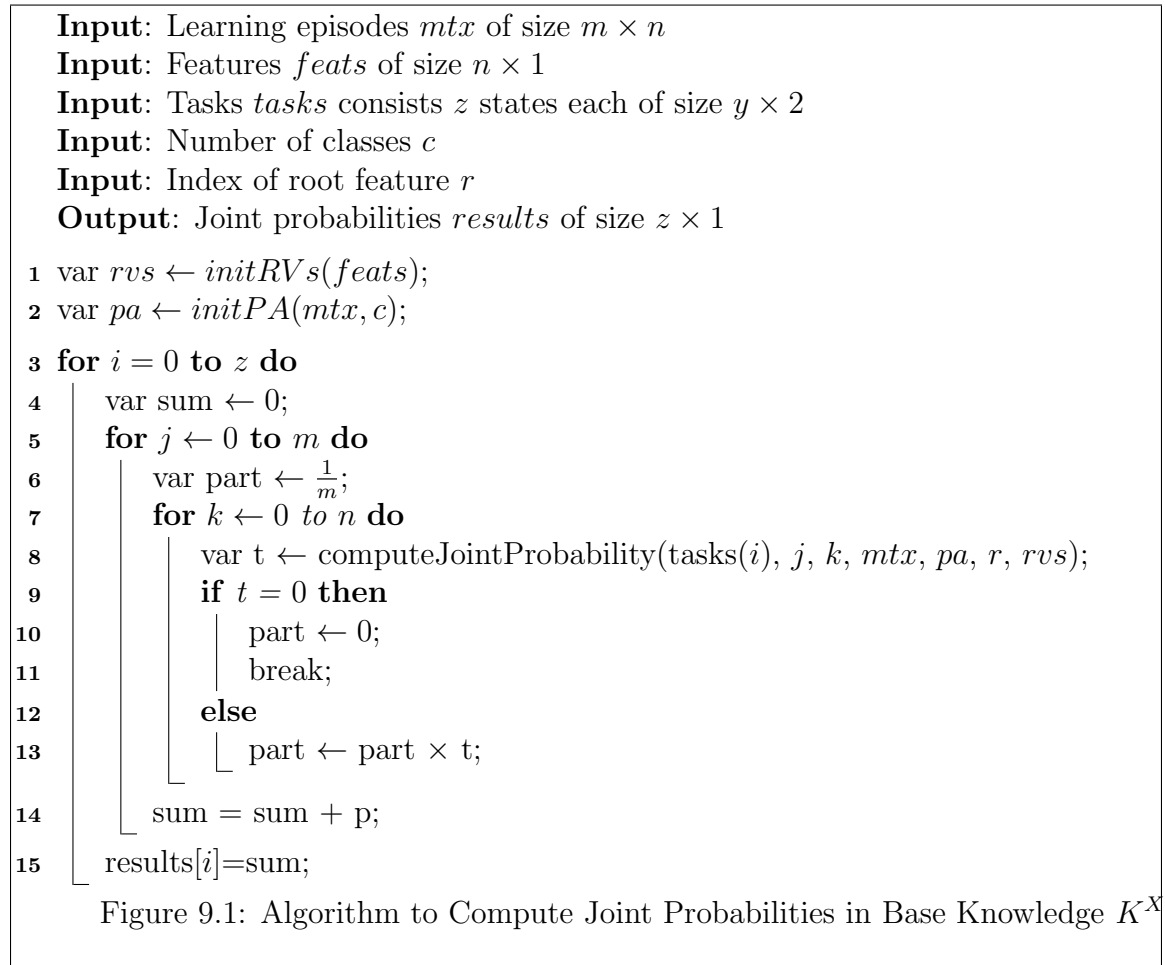 Input: Learning episodes mtx of size m × n
Input: Features feats of size n × 1
Input: Tasks tasks consists z states each of size y × 2
Input: Number of classes c
Input: Index of root feature r
Output: Joint probabilities results of size z × 1
1 var rvs ← initRVs(feats);
2 var pa ← initPA(mtx, c);
3 for i = 0 to z do
4 var sum ← 0;
5 for j ← 0 to m do
6 var part ← 1/m;
7 for k ← 0 to n do
8 var t ← computeJointProbability(tasks(i), j, k, mtx, pa, r, rvs);
9 if t = 0 then
10 part ← 0;
11 break;
12 else
13 part ← part × t;
14 sum = sum + p;
15 results[i]=sum;
Figure 9.1: Algorithm to Compute Joint Probabilities in Base Knowledge K^X